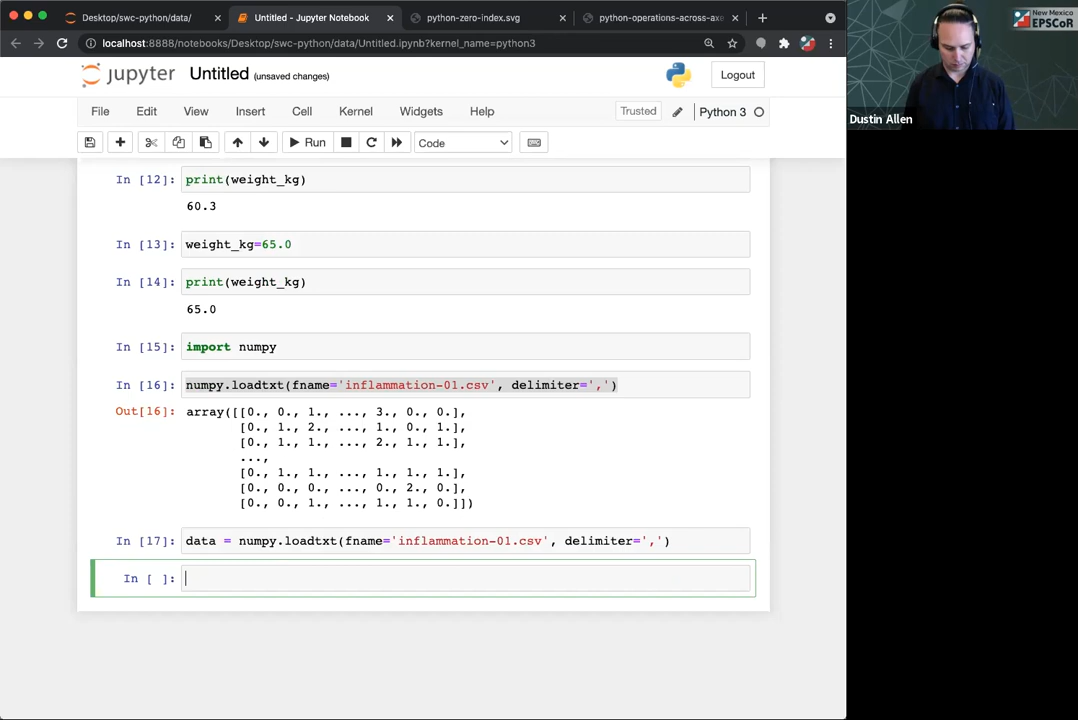 Desktop/swc-python/data/
Untitled - Jupyter Notebook
python-zero-index.svg
python-operations-across-axe
localhost:8888/notebooks/Desktop/swc-python/data/Untitled.ipynb?kernel_name=python3
New Mexico
EPSCoR
Dustin Allen
jupyter Untitled (unsaved changes)
Logout
File Edit View Insert Cell Kernel Widgets Help
Trusted
Python 3
Run
Code
In [12]: print(weight_kg)
60.3
In [13]: weight_kg=65.0
In [14]: print(weight_kg)
65.0
In [15]: import numpy
In [16]: numpy.loadtxt(fname='inflammation-01.csv', delimiter=',')
Out[16]: array([[0., 0., 1., ..., 3., 0., 0.],
[0., 1., 2., ..., 1., 0., 1.],
[0., 1., 1., ..., 2., 1., 1.],
...,
[0., 1., 1., ..., 1., 1., 1.],
[0., 0., 0., ..., 0., 2., 0.],
[0., 0., 1., ..., 1., 1., 0.]])
In [17]: data = numpy.loadtxt(fname='inflammation-01.csv', delimiter=',')
In [ ]: